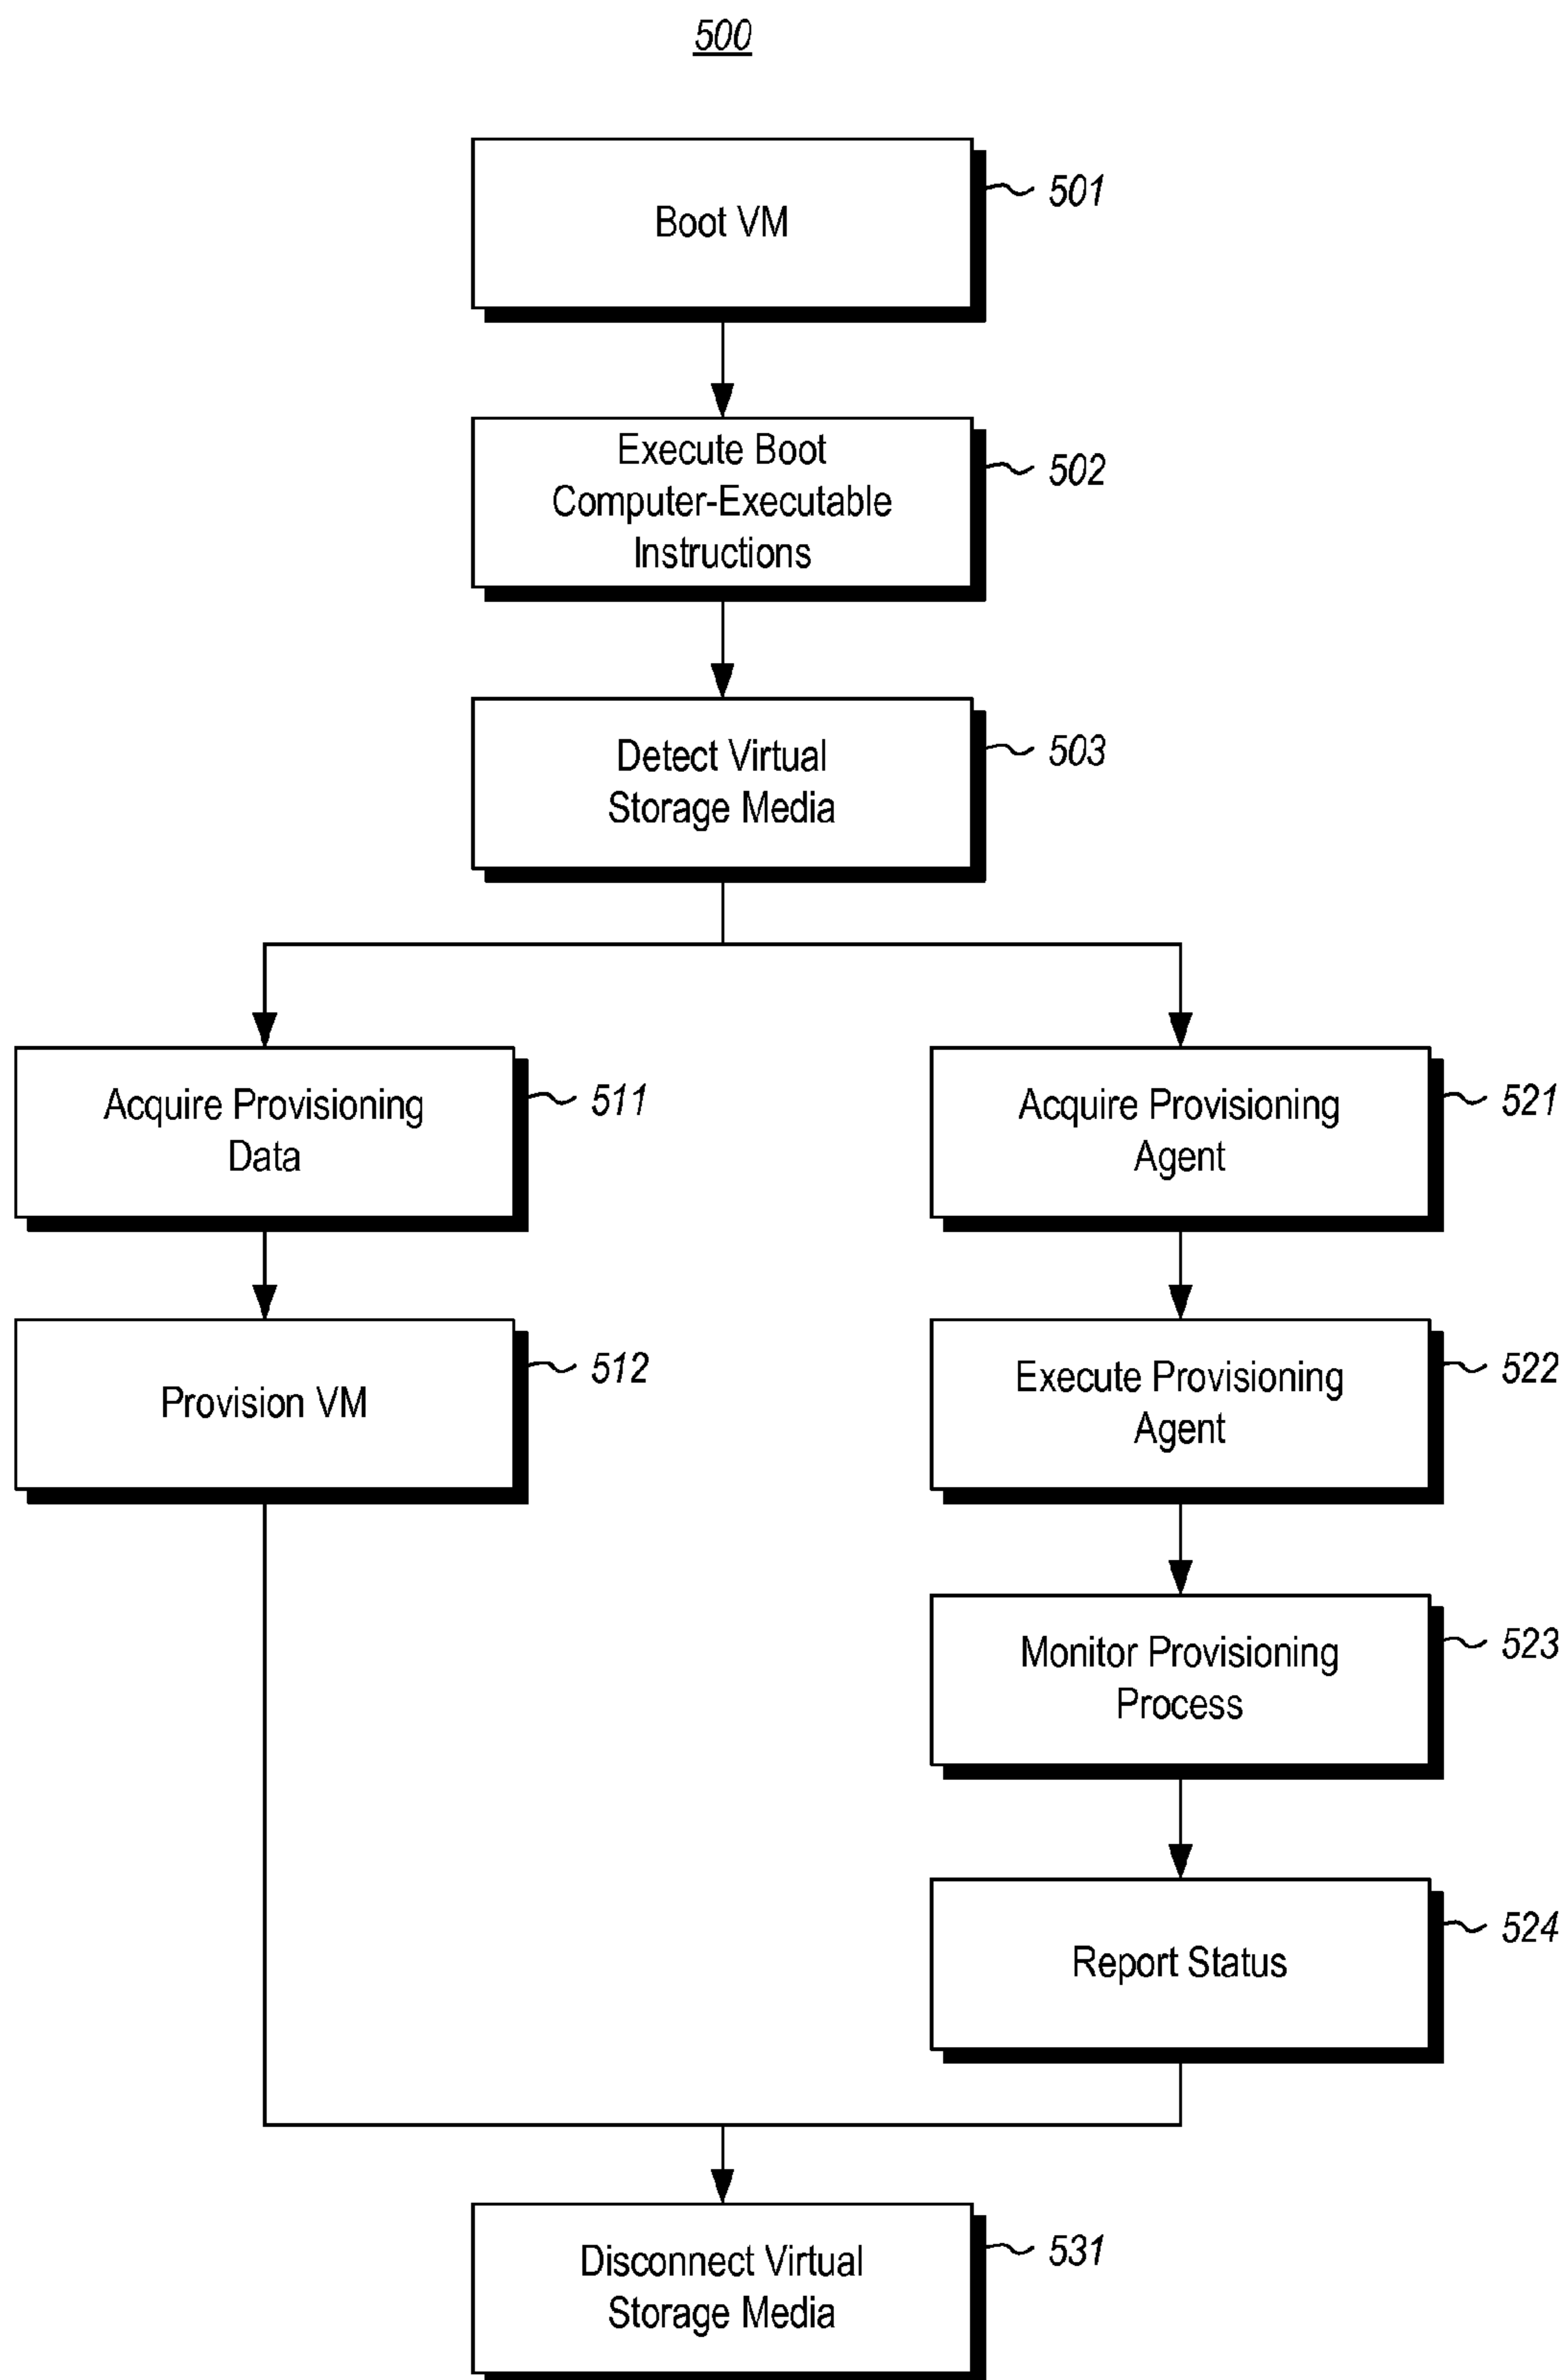 500
Boot VM
501
Execute Boot
Computer-Executable
Instructions
502
Detect Virtual
Storage Media
503
Acquire Provisioning
Data
511
Acquire Provisioning
Agent
521
Provision VM
512
Execute Provisioning
Agent
522
Monitor Provisioning
Process
523
Report Status
524
Disconnect Virtual
Storage Media
531